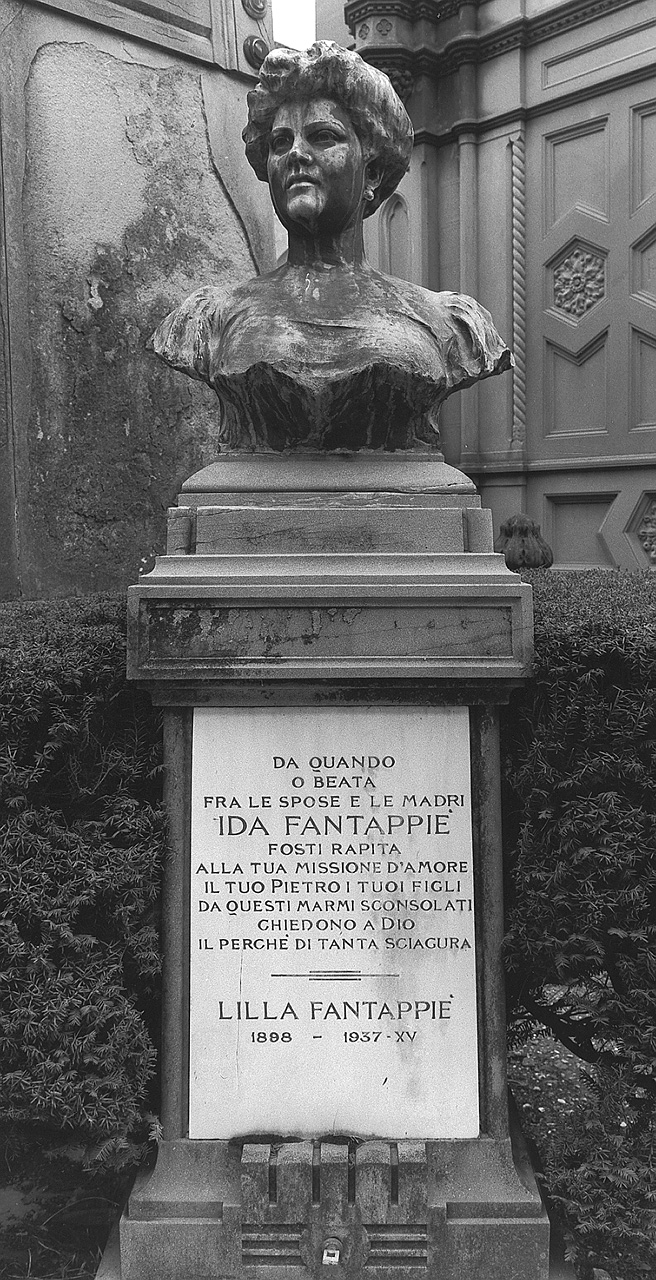 DA QUANDO
O BEATA
FRA LE SPOSE E LE MADRI
IDA FANTAPPIE'
FOSTI RAPITA
ALLA TUA MISSIONE D'AMORE
IL TUO PIETRO I TUOI FIGLI
DA QUESTI MARMI SCONSOLATI
CHIEDONO A DIO
IL PERCHE' DI TANTA SCIAGURA
LILLA FANTAPPIE'
1898 - 1937-XV